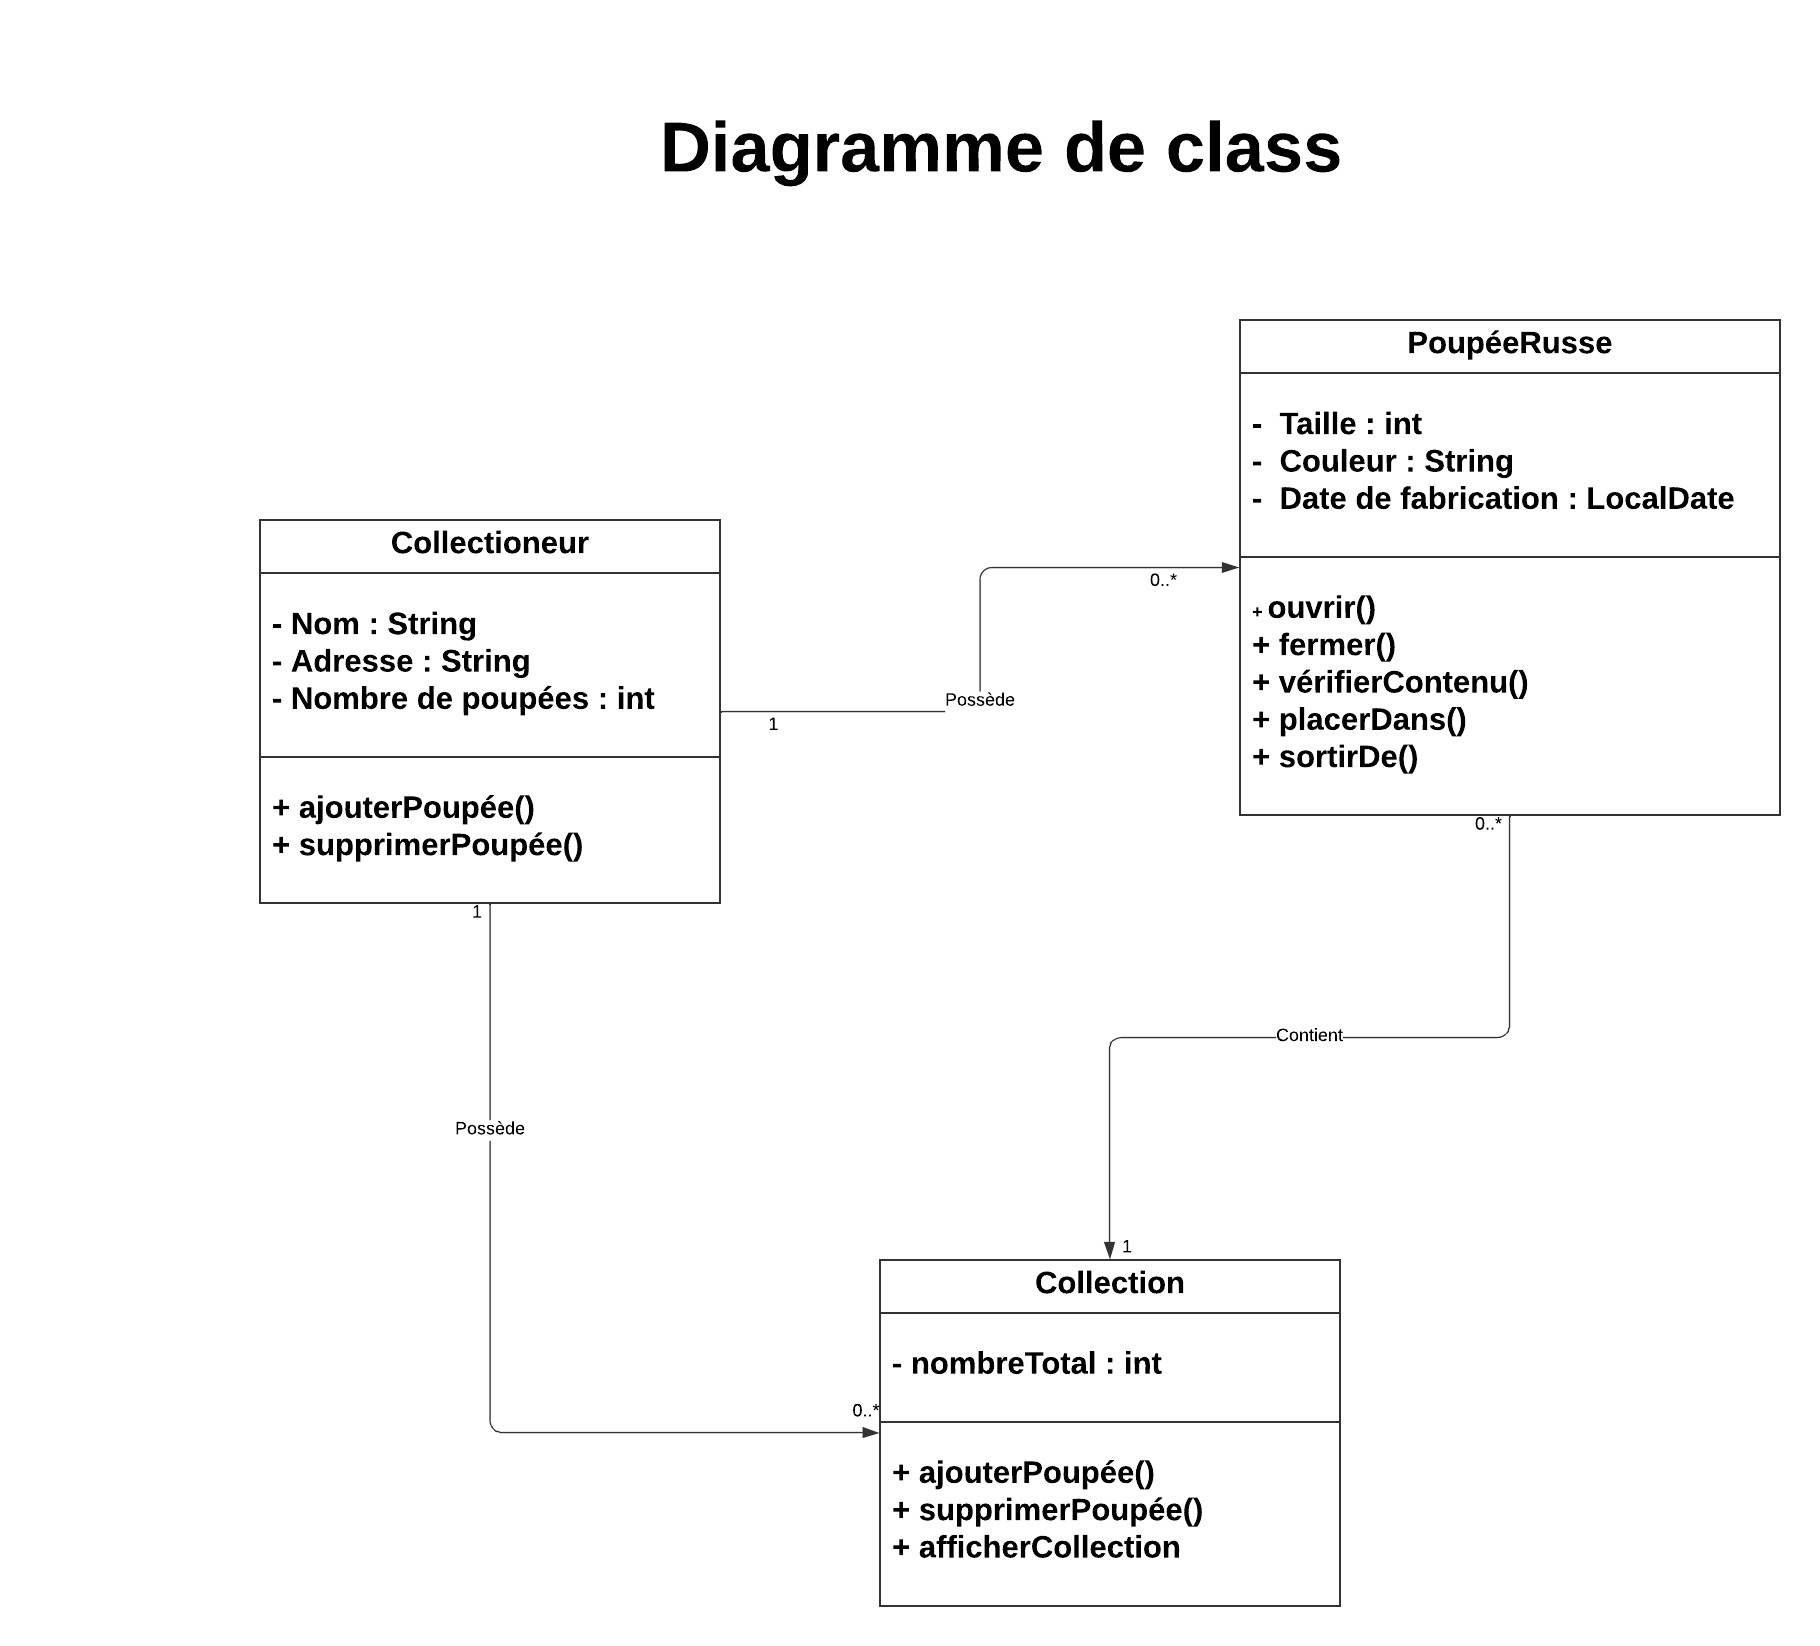 Diagramme de class
PoupéeRusse
- Taille : int
- Couleur : String
- Date de fabrication : LocalDate
+ ouvrir()
+ fermer()
+ vérifierContenu()
+ placerDans()
+ sortirDe()
Collectioneur
- Nom : String
- Adresse : String
- Nombre de poupées : int
+ ajouterPoupée()
+ supprimerPoupée()
0..*
Possède
1
0..*
1
Contient
Possède
1
0..*
Collection
- nombreTotal : int
+ ajouterPoupée()
+ supprimerPoupée()
+ afficherCollection